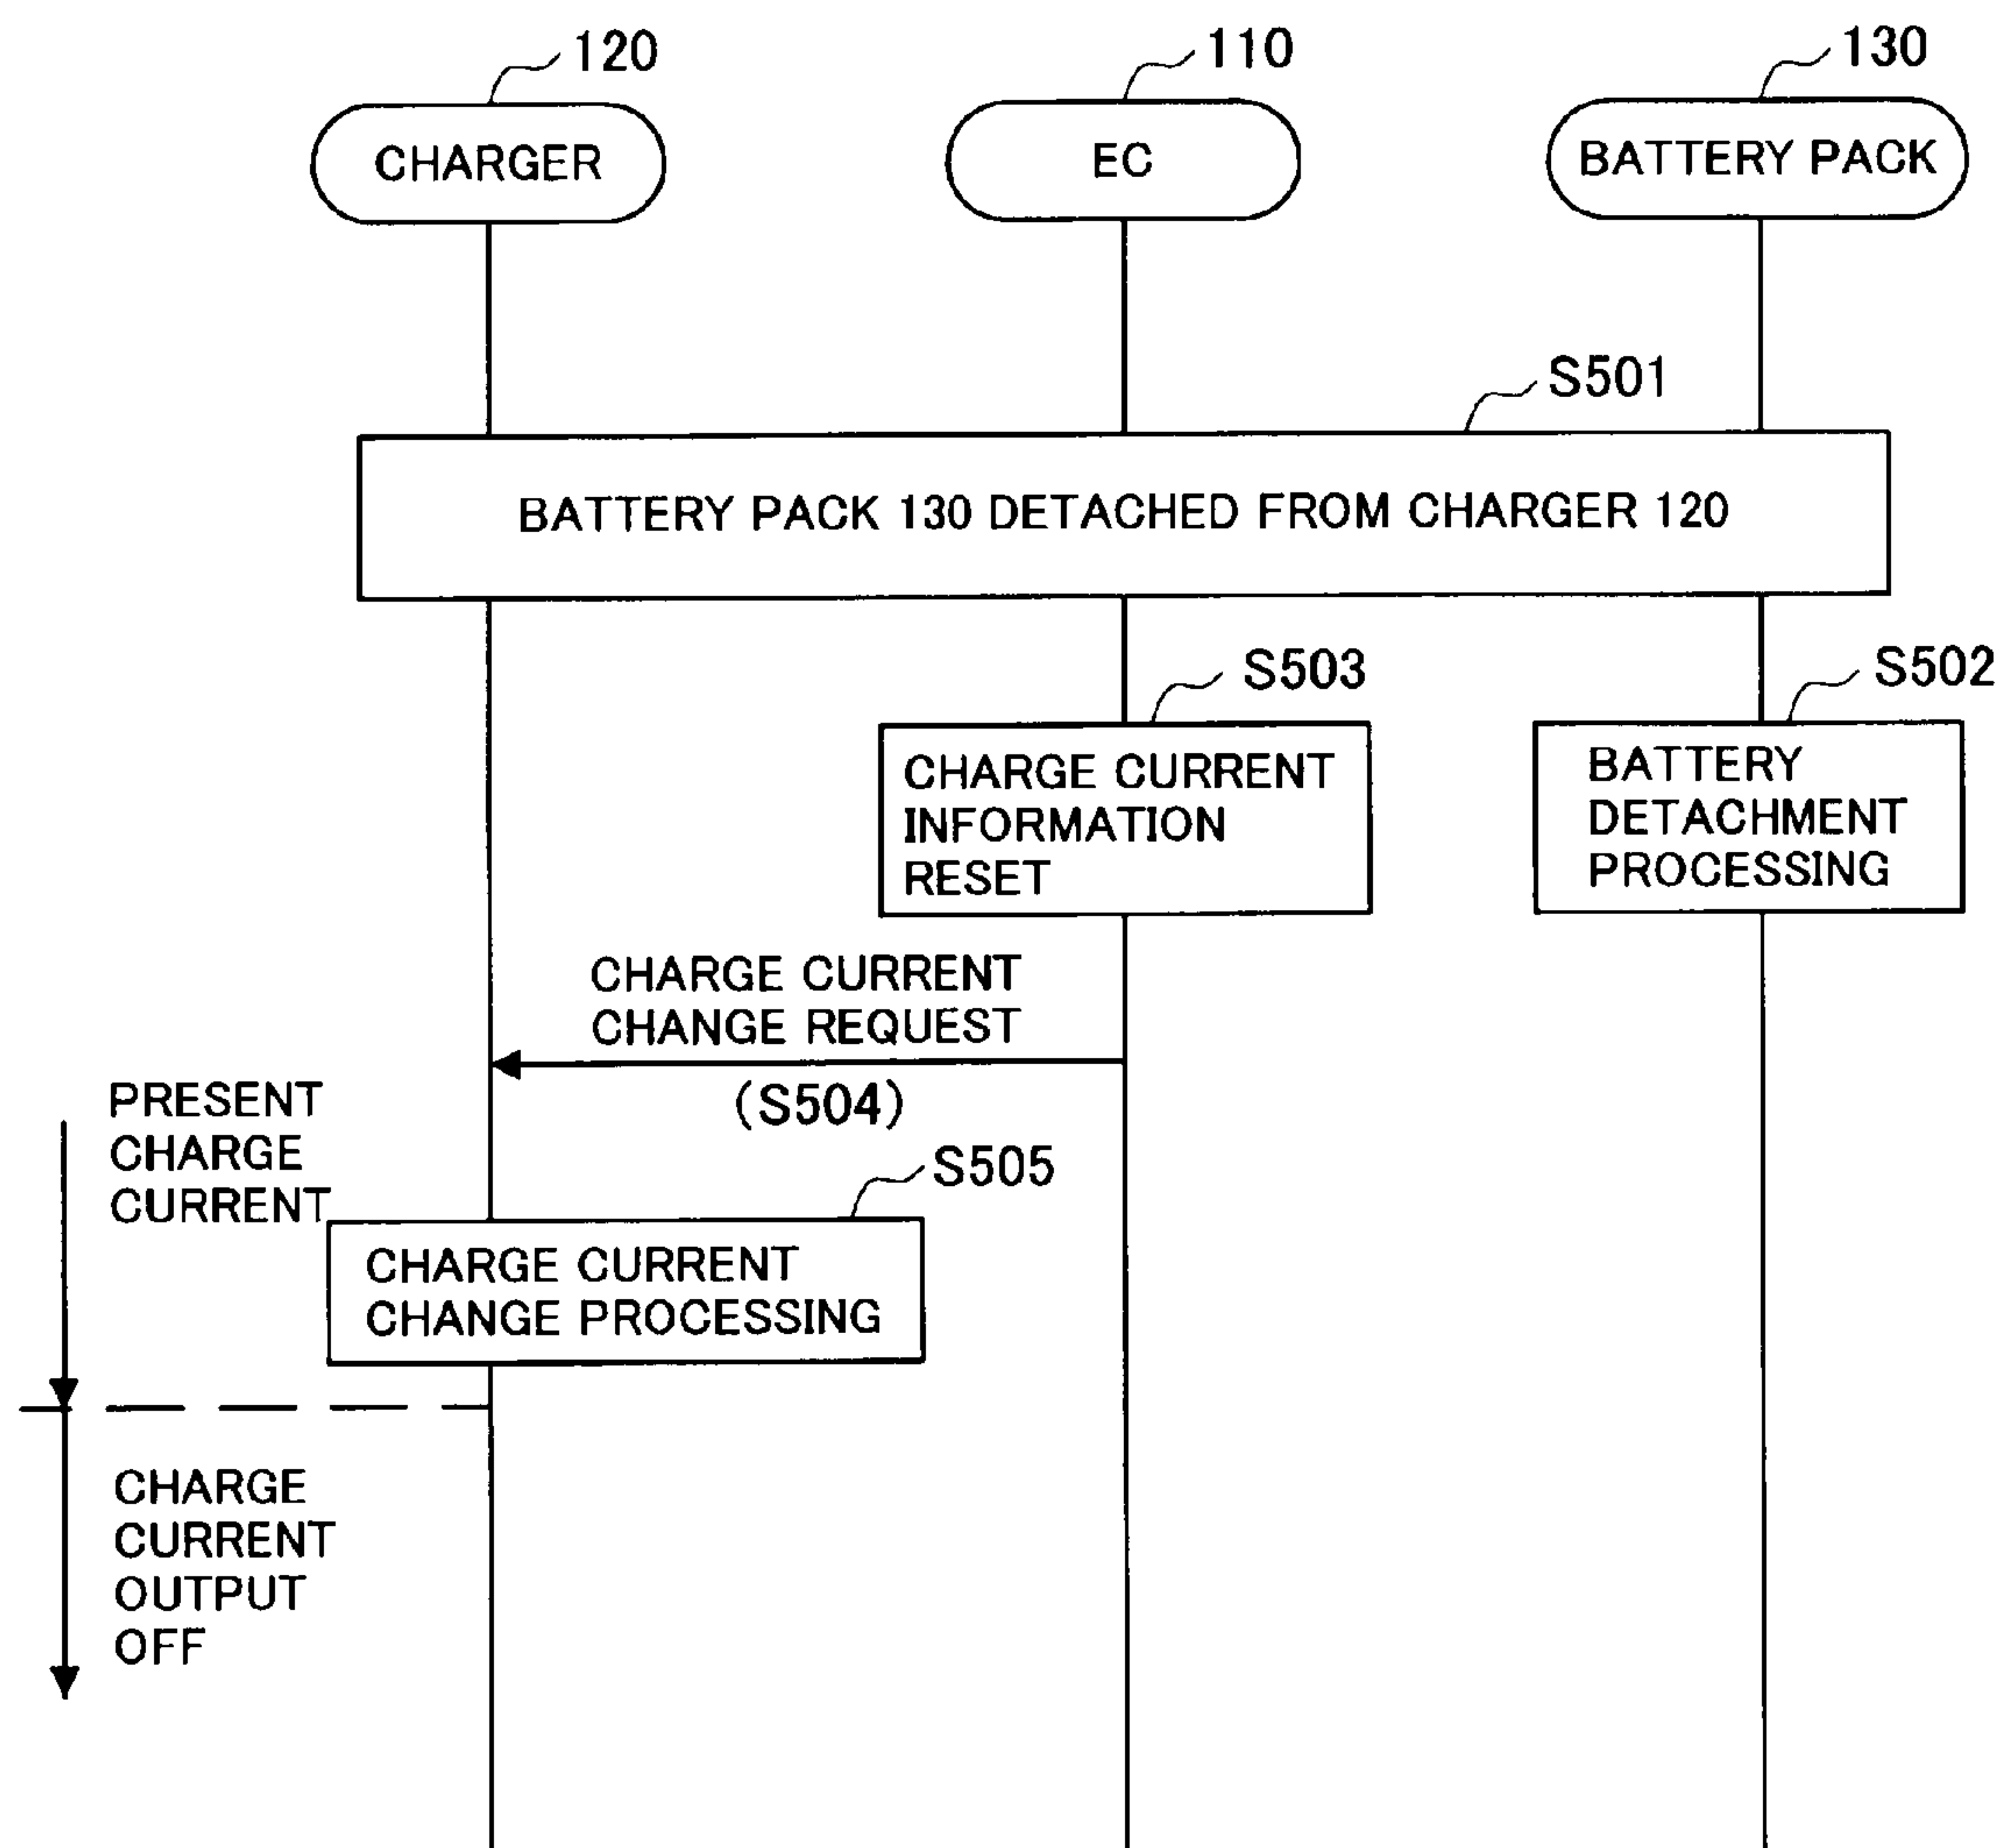 120
110
130
CHARGER
EC
BATTERY PACK
S501
BATTERY PACK 130 DETACHED FROM CHARGER 120
S503
S502
CHARGE CURRENT
INFORMATION
RESET
BATTERY
DETACHMENT
PROCESSING
CHARGE CURRENT
CHANGE REQUEST
(S504)
PRESENT
CHARGE
CURRENT
S505
CHARGE CURRENT
CHANGE PROCESSING
CHARGE
CURRENT
OUTPUT
OFF